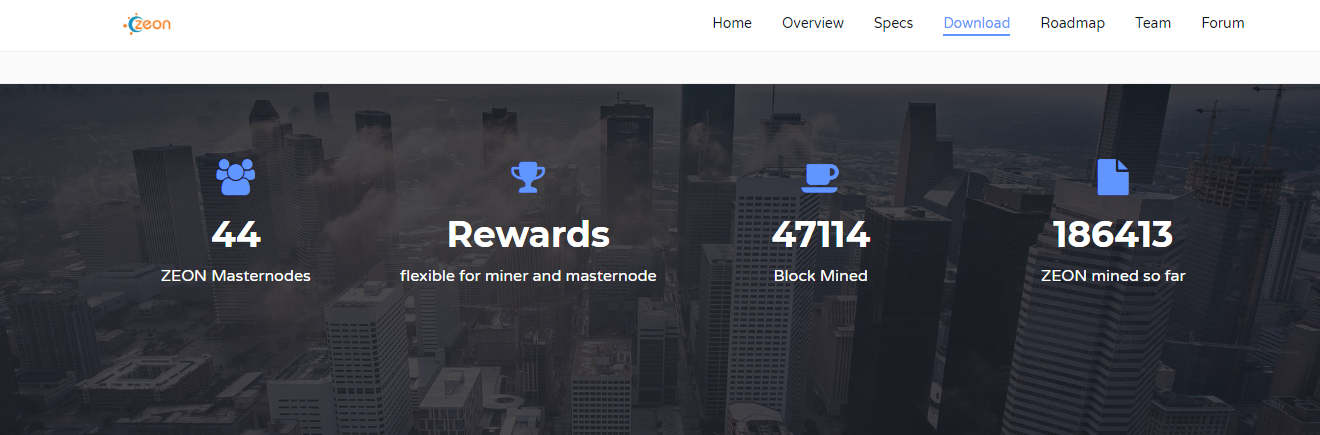 zeon
Home Overview Specs Download Roadmap Team Forum
44 Rewards 47114 186413
ZEON Masternodes flexible for miner and masternode Block Mined ZEON mined so far